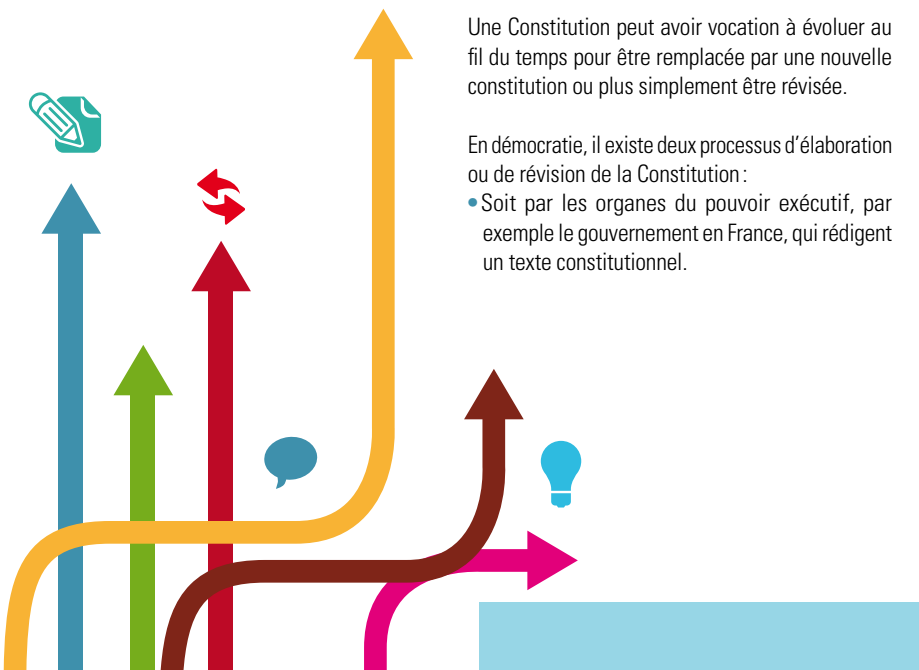 Une Constitution peut avoir vocation à évoluer au
fil du temps pour être remplacée par une nouvelle
constitution ou plus simplement être révisée.
En démocratie, il existe deux processus d'élaboration
ou de révision de la Constitution :
• Soit par les organes du pouvoir exécutif, par
exemple le gouvernement en France, qui rédigent
un texte constitutionnel.